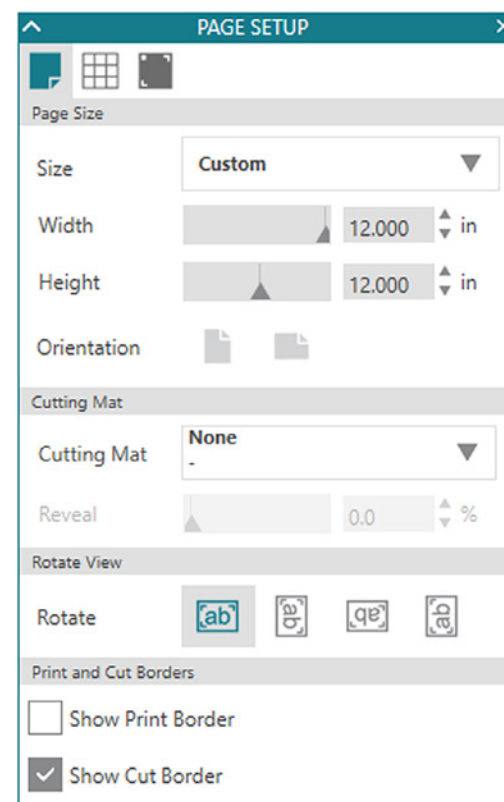 PAGE SETUP
Page Size
Size Custom
Width 12.000 in
Height 12.000 in
Orientation
Cutting Mat
Cutting Mat None
-
Reveal 0.0 %
Rotate View
Rotate ab ab ab ab
Print and Cut Borders
Show Print Border
Show Cut Border